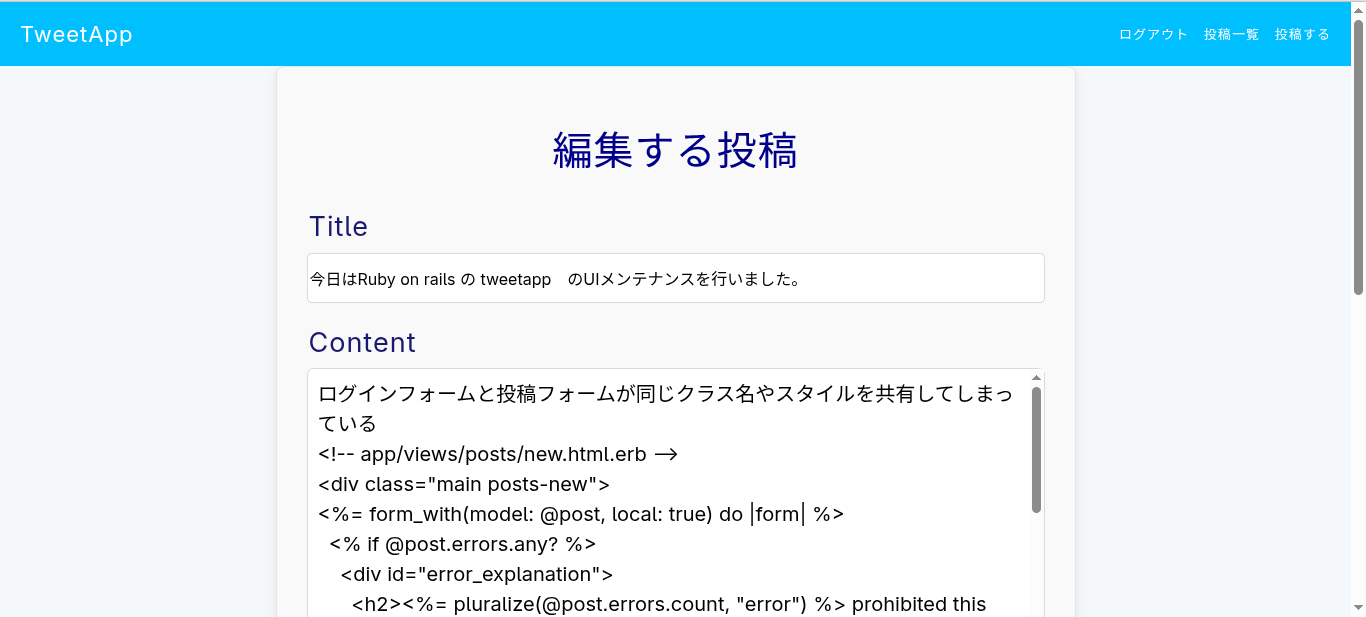 TweetApp
ログアウト 投稿一覧 投稿する
編集する投稿
Title
今日はRuby on rails の tweetapp　のUIメンテナンスを行いました。
Content
ログインフォームと投稿フォームが同じクラス名やスタイルを共有してしまっ
ている
<!-- app/views/posts/new.html.erb -->
<div class="main posts-new">
<%= form_with(model: @post, local: true) do |form| %>
  <% if @post.errors.any? %>
    <div id="error_explanation">
      <h2><%= pluralize(@post.errors.count, "error") %> prohibited this